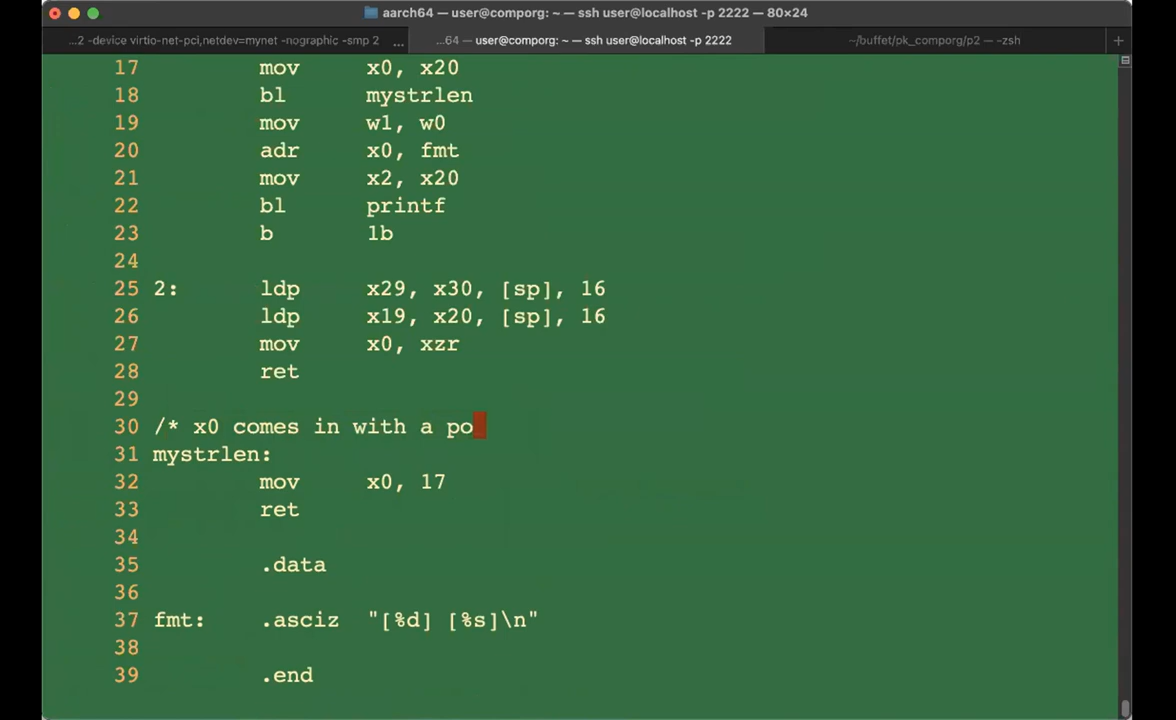 aarch64 — user@comporg: ~ — ssh user@localhost -p 2222 — 80×24
...2 -device virtio-net-pci,netdev=mynet -nographic -smp 2 ... ...64 — user@comporg: ~ — ssh user@localhost -p 2222 ~/buffet/pk_comporg/p2 — -zsh +
17 mov x0, x20
18 bl mystrlen
19 mov w1, w0
20 adr x0, fmt
21 mov x2, x20
22 bl printf
23 b 1b
24
25 2: ldp x29, x30, [sp], 16
26 ldp x19, x20, [sp], 16
27 mov x0, xzr
28 ret
29
30 /* x0 comes in with a po
31 mystrlen:
32 mov x0, 17
33 ret
34
35 .data
36
37 fmt: .asciz "[%d] [%s]\n"
38
39 .end